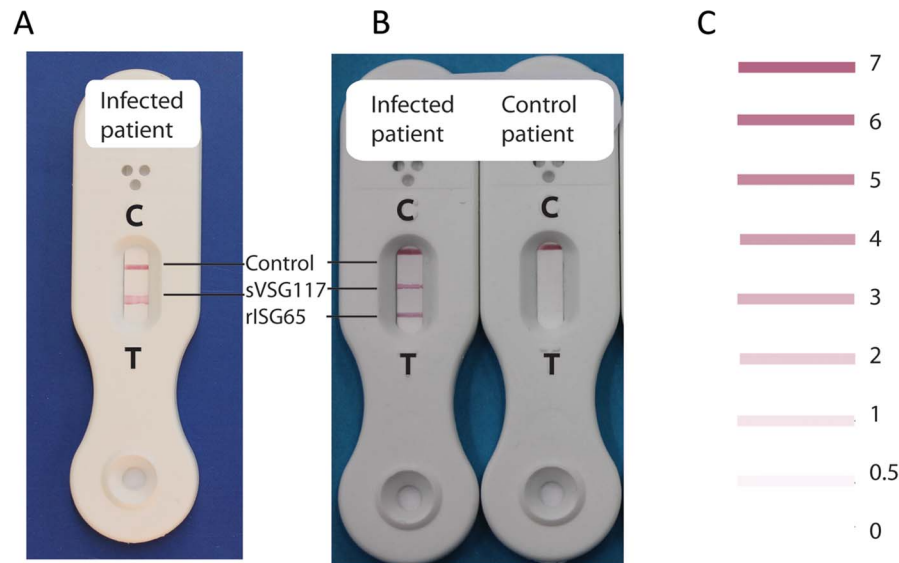 A
B
C
Infected
patient
C
T
Infected
patient
Control
patient
C
C
T
T
Control
sVSG117
rISG65
7
6
5
4
3
2
1
0.5
0